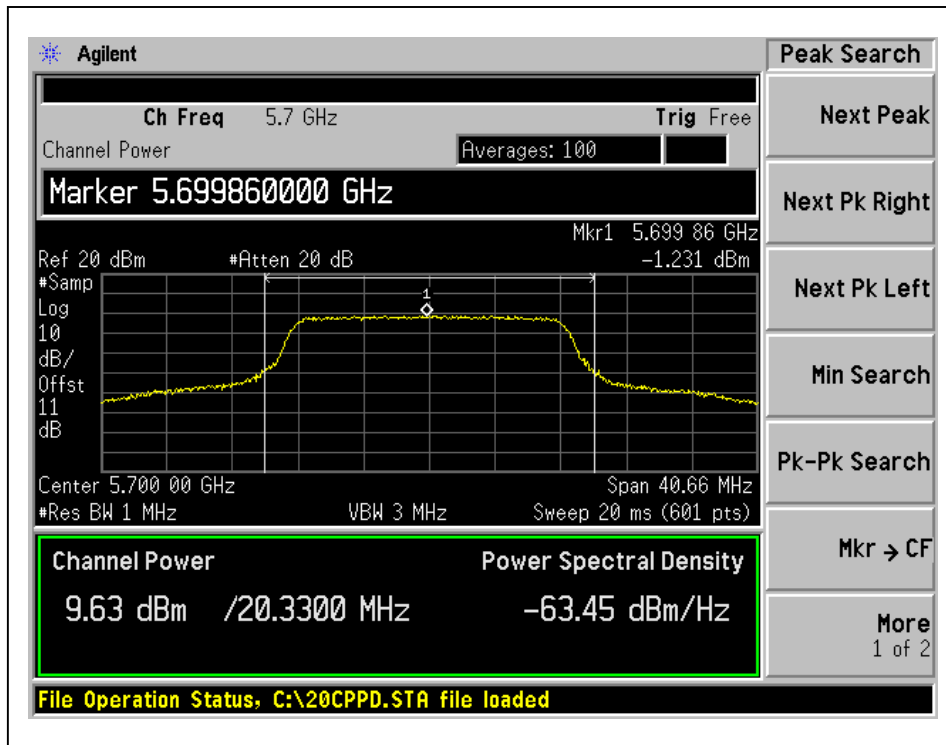 Agilent
Peak Search
Ch Freq 5.7 GHz Trig Free
Channel Power Averages: 100
Marker 5.699860000 GHz
Mkr1 5.699 86 GHz
Ref 20 dBm #Atten 20 dB -1.231 dBm
#Samp
Log
10
dB/
Offst
11
dB
1
Center 5.700 00 GHz Span 40.66 MHz
#Res BW 1 MHz VBW 3 MHz Sweep 20 ms (601 pts)
Channel Power Power Spectral Density
9.63 dBm /20.3300 MHz -63.45 dBm/Hz
File Operation Status, C:\20CPPD.STA file loaded
Next Peak
Next Pk Right
Next Pk Left
Min Search
Pk-Pk Search
Mkr → CF
More
1 of 2